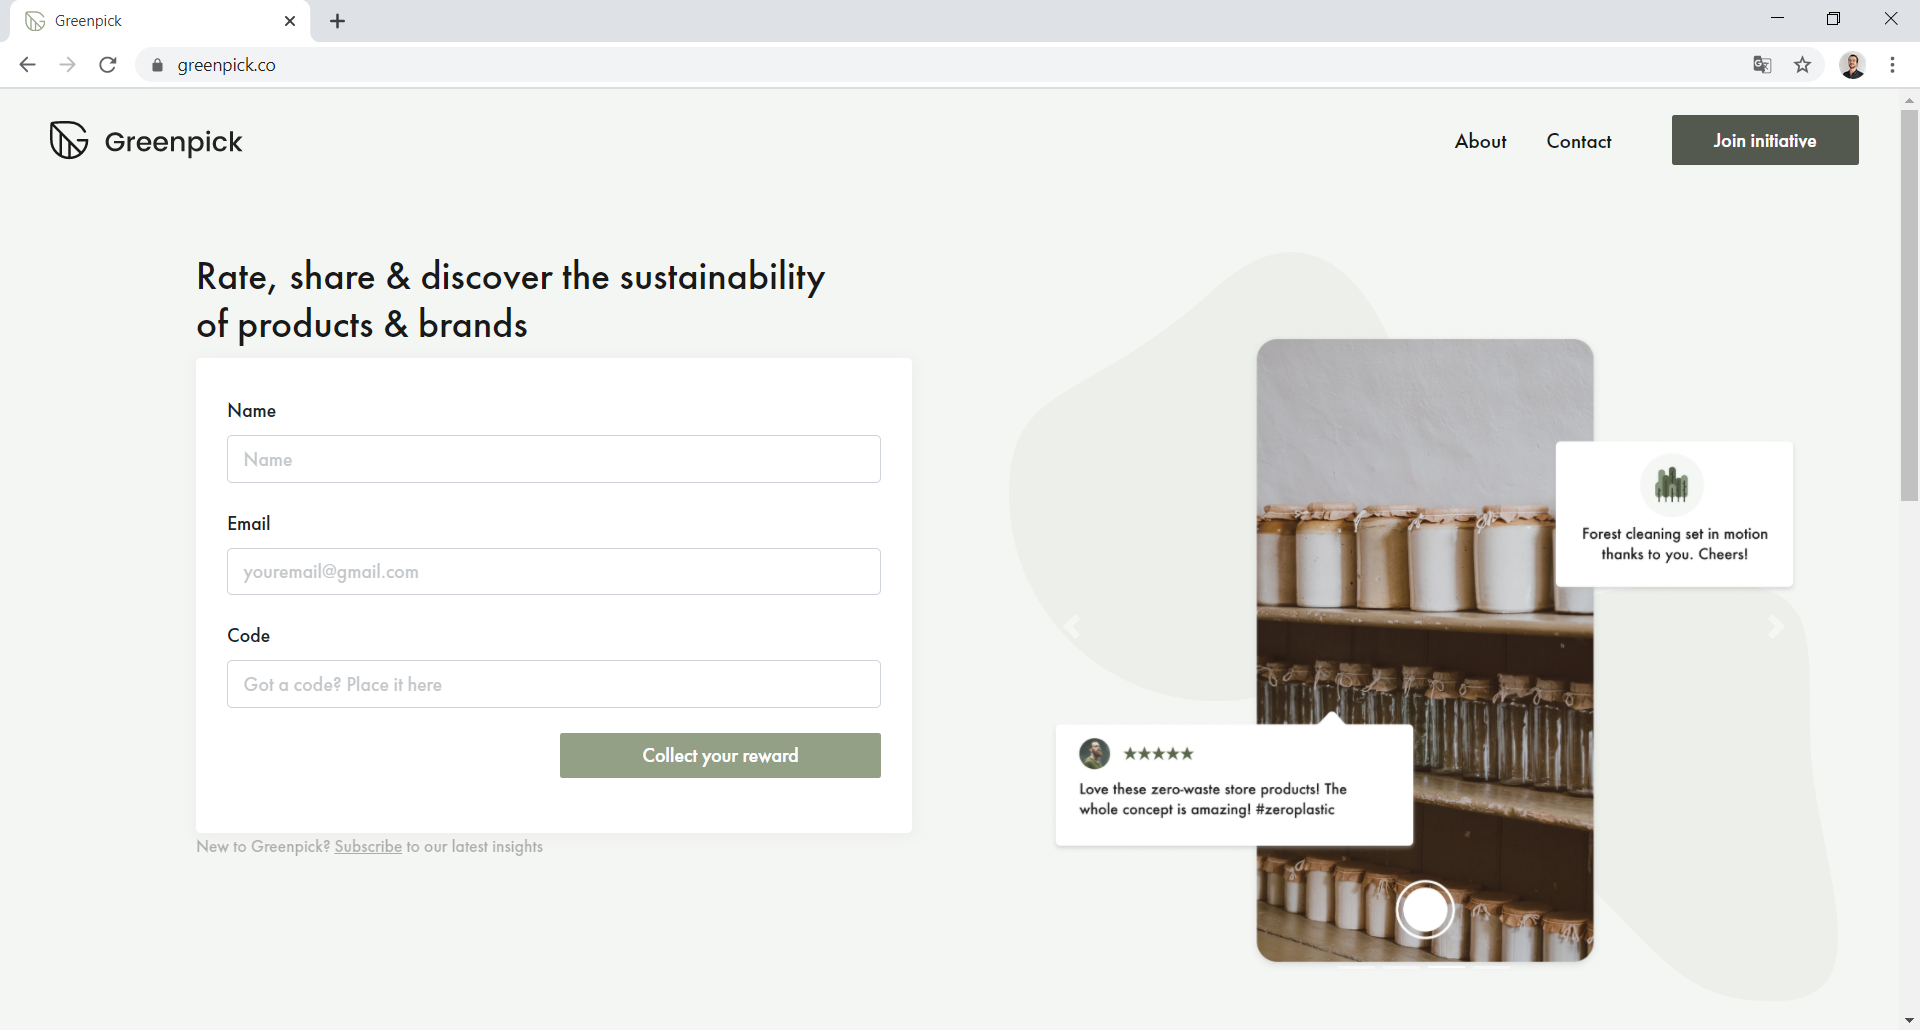 Greenpick
greenpick.co
Greenpick
About
Contact
Join initiative
Rate, share & discover the sustainability
of products & brands
Name
Name
Email
youremail@gmail.com
Code
Got a code? Place it here
Collect your reward
New to Greenpick? Subscribe to our latest insights
Forest cleaning set in motion
thanks to you. Cheers!
★★★★★
Love these zero-waste store products! The
whole concept is amazing! #zeroplastic